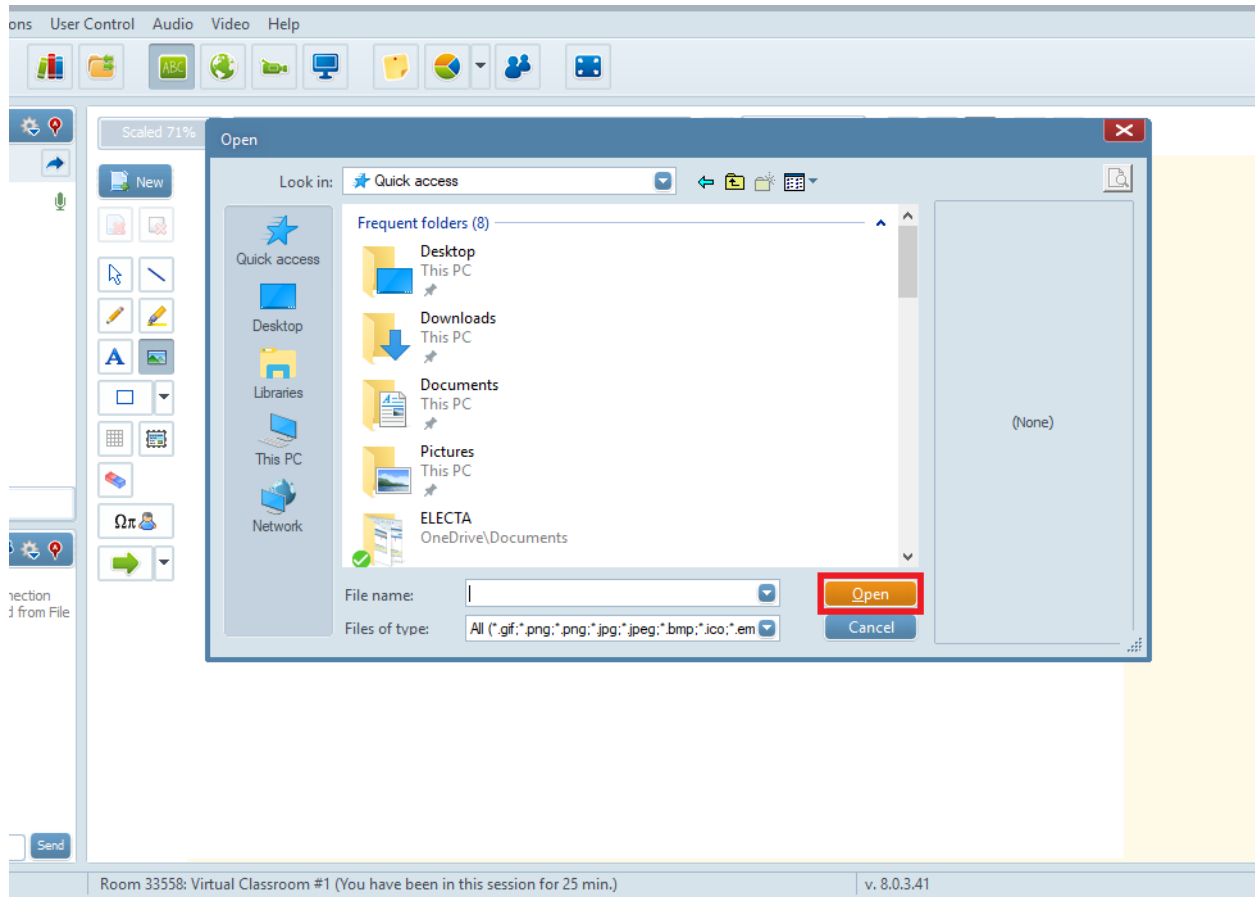 ons User Control Audio Video Help
ABC
Scaled 71%
Open
New
Look in: Quick access
Quick access
Desktop
Libraries
This PC
Network
Frequent folders (8)
Desktop
This PC
Downloads
This PC
Documents
This PC
Pictures
This PC
ELECTA
OneDrive\Documents
(None)
A
Ωπ
File name:
Open
Files of type: All (*.gif;*.png;*.png;*.jpg;*.jpeg;*.bmp;*.ico;*.em
Cancel
nection
d from File
Send
Room 33558: Virtual Classroom #1 (You have been in this session for 25 min.)
v. 8.0.3.41